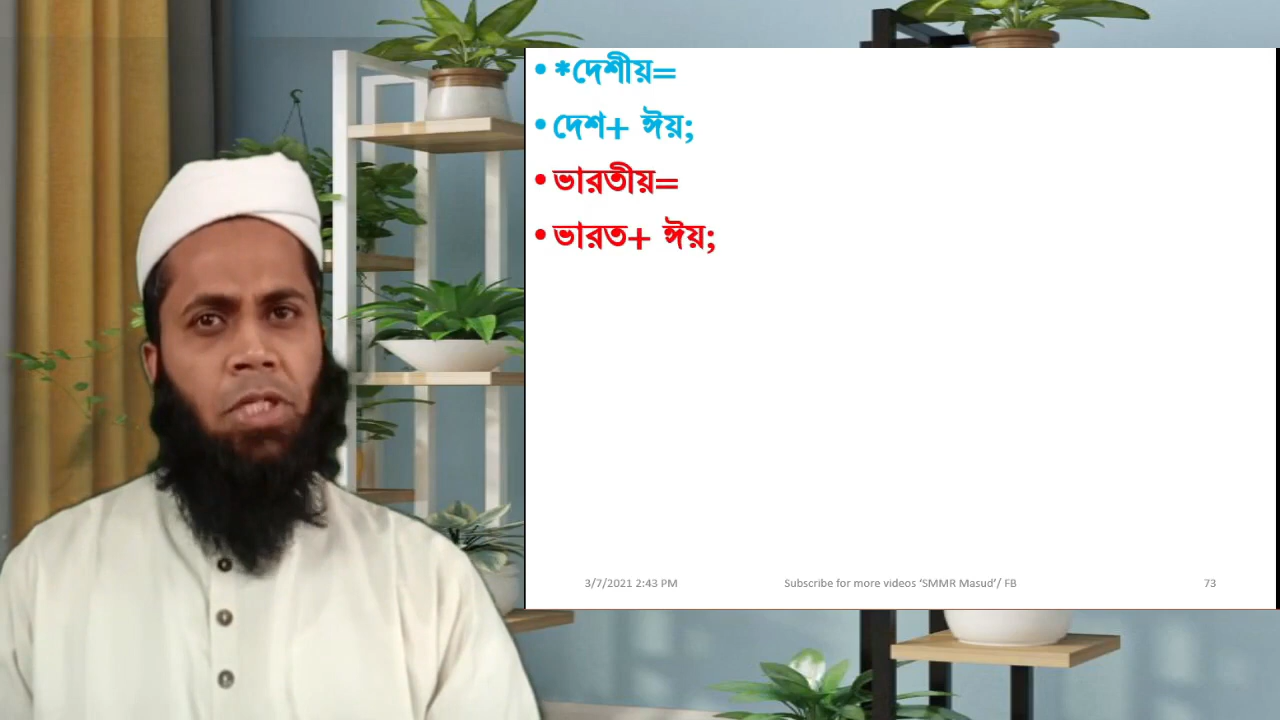 • *দেশীয়=
• দেশ+ ঈয়;
• ভারতীয়=
• ভারত+ ঈয়;
3/7/2021 2:43 PM Subscribe for more videos ‘SMMR Masud’/ FB 73